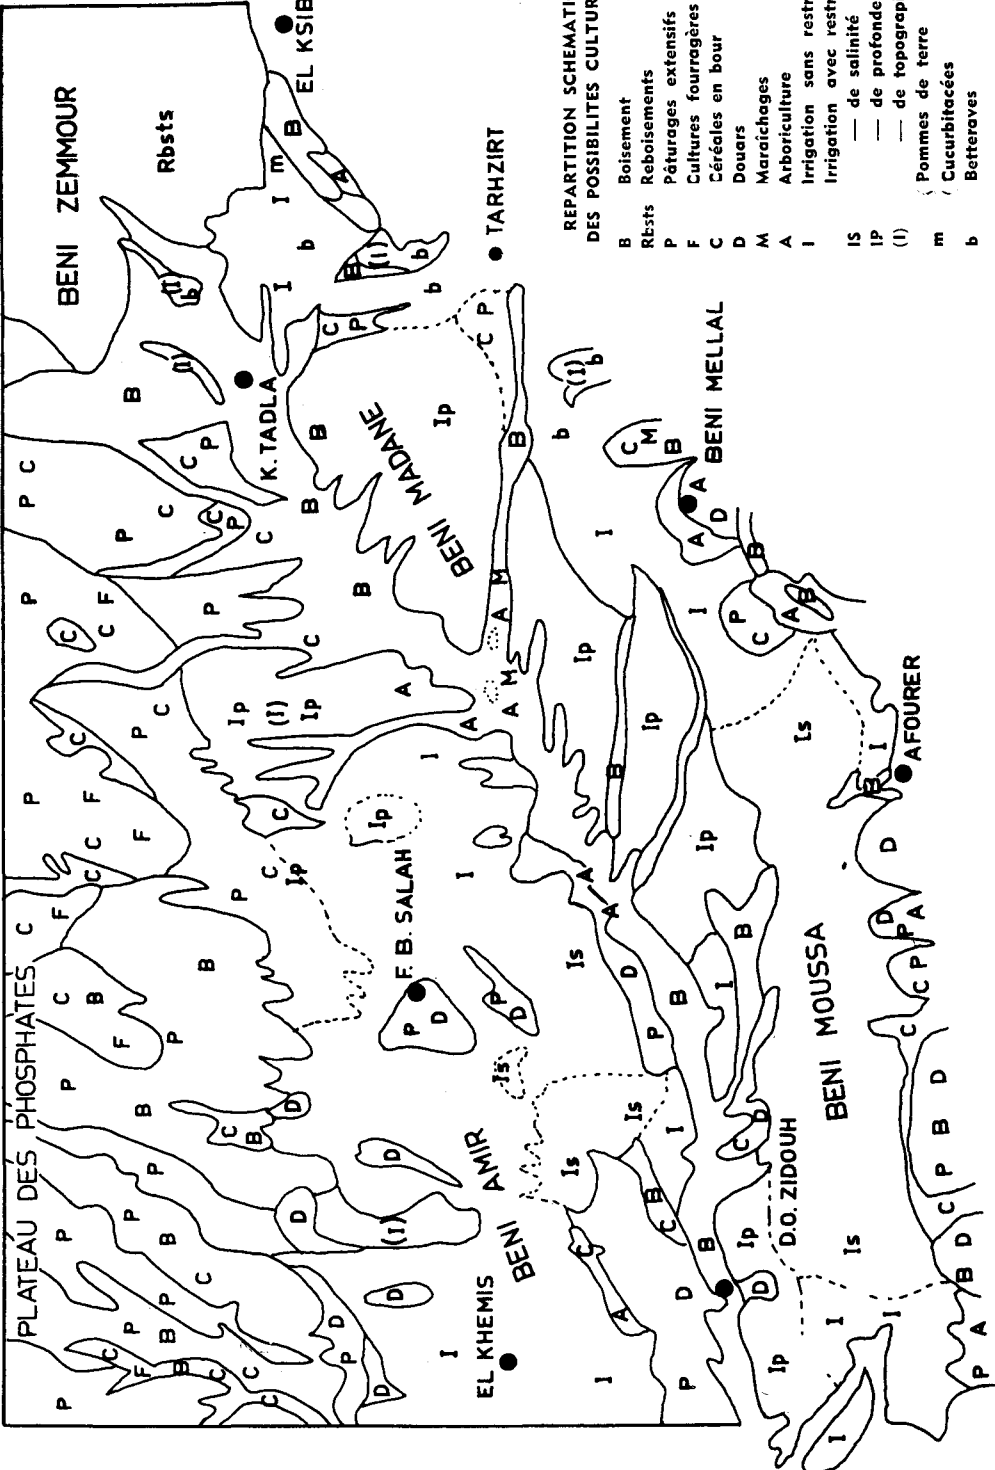 PLATEAU DES PHOSPHATES
BENI ZEMMOUR
Rbsts
EL KSIB
K. TADLA
TARHZIRT
BENI MADANE
F. B. SALAH
BENI AMIR
EL KHEMIS
BENI MELLAL
AFOURER
BENI MOUSSA
D.O. ZIDOUH
REPARTITION SCHEMATI
DES POSSIBILITES CULTUR
B Boisement
Rbsts Reboisements
P Pâturages extensifs
F Cultures fourragères
C Céréales en bour
D Douars
M Maraichages
A Arboriculture
I Irrigation sans restr
Irrigation avec restr
IS — de salinité
IP — de profonde
(I) — de topograp
m Pommes de terre
Cucurbitacées
b Betteraves